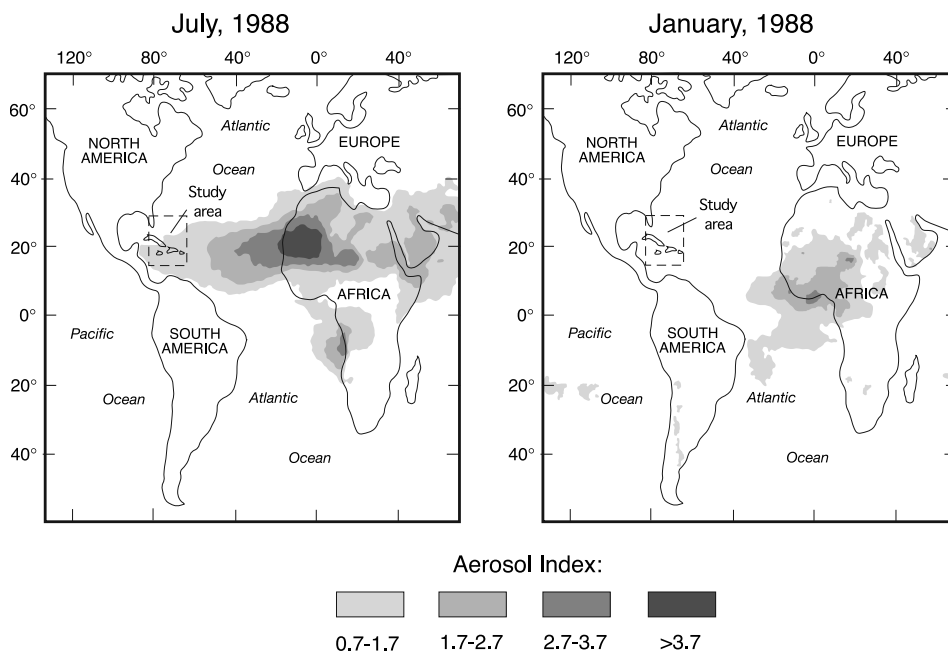 July, 1988
120° 80° 40° 0° 40°
60°
40°
20°
0°
20°
40°
NORTH
AMERICA
Atlantic
Ocean
EUROPE
Study
area
AFRICA
Pacific
SOUTH
AMERICA
Ocean
Atlantic
Ocean
January, 1988
120° 80° 40° 0° 40°
60°
40°
20°
0°
20°
40°
NORTH
AMERICA
Atlantic
Ocean
EUROPE
Study
area
AFRICA
Pacific
SOUTH
AMERICA
Ocean
Atlantic
Ocean
Aerosol Index:
0.7-1.7 1.7-2.7 2.7-3.7 >3.7